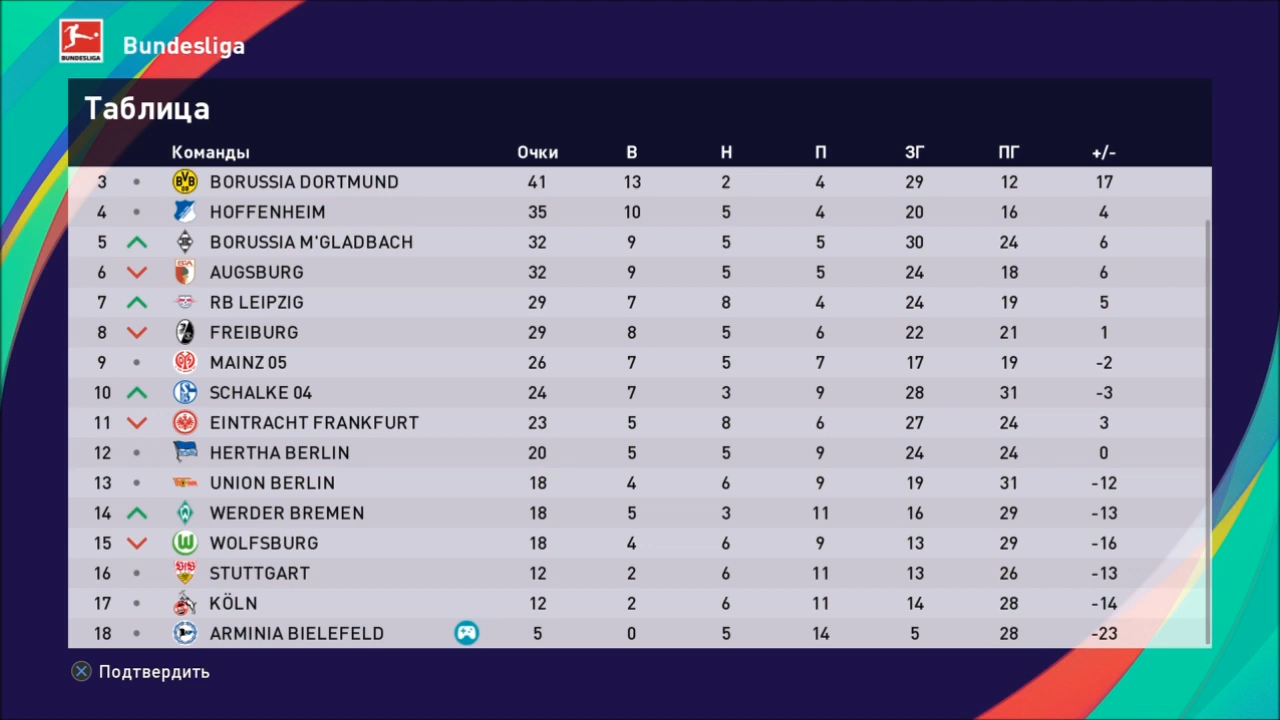 BUNDESLIGA
Bundesliga
Таблица
Команды Очки В Н П ЗГ ПГ +/-
3 BORUSSIA DORTMUND 41 13 2 4 29 12 17
4 HOFFENHEIM 35 10 5 4 20 16 4
5 BORUSSIA M'GLADBACH 32 9 5 5 30 24 6
6 AUGSBURG 32 9 5 5 24 18 6
7 RB LEIPZIG 29 7 8 4 24 19 5
8 FREIBURG 29 8 5 6 22 21 1
9 MAINZ 05 26 7 5 7 17 19 -2
10 SCHALKE 04 24 7 3 9 28 31 -3
11 EINTRACHT FRANKFURT 23 5 8 6 27 24 3
12 HERTHA BERLIN 20 5 5 9 24 24 0
13 UNION BERLIN 18 4 6 9 19 31 -12
14 WERDER BREMEN 18 5 3 11 16 29 -13
15 WOLFSBURG 18 4 6 9 13 29 -16
16 STUTTGART 12 2 6 11 13 26 -13
17 KÖLN 12 2 6 11 14 28 -14
18 ARMINIA BIELEFELD 5 0 5 14 5 28 -23
Подтвердить